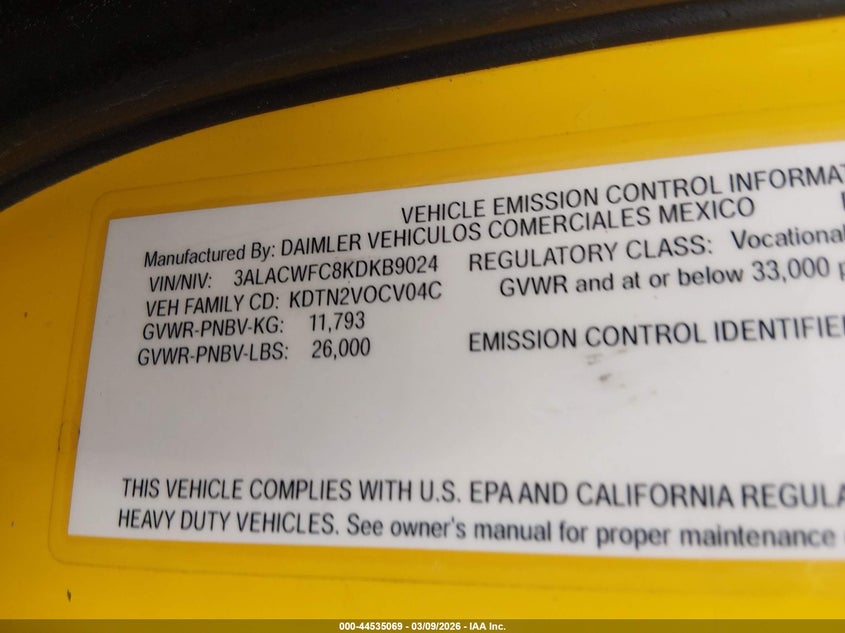 VEHICLE EMISSION CONTROL INFORMAT
Manufactured By: DAIMLER VEHICULOS COMERCIALES MEXICO
VIN/NIV: 3ALACWFC8KDKB9024 REGULATORY CLASS: Vocational
VEH FAMILY CD: KDTN2VOCV04C GVWR and at or below 33,000 p
GVWR-PNBV-KG: 11,793
GVWR-PNBV-LBS: 26,000 EMISSION CONTROL IDENTIFIE
THIS VEHICLE COMPLIES WITH U.S. EPA AND CALIFORNIA REGULA
HEAVY DUTY VEHICLES. See owner's manual for proper maintenance
000-44535069 - 03/09/2026 - IAA Inc.